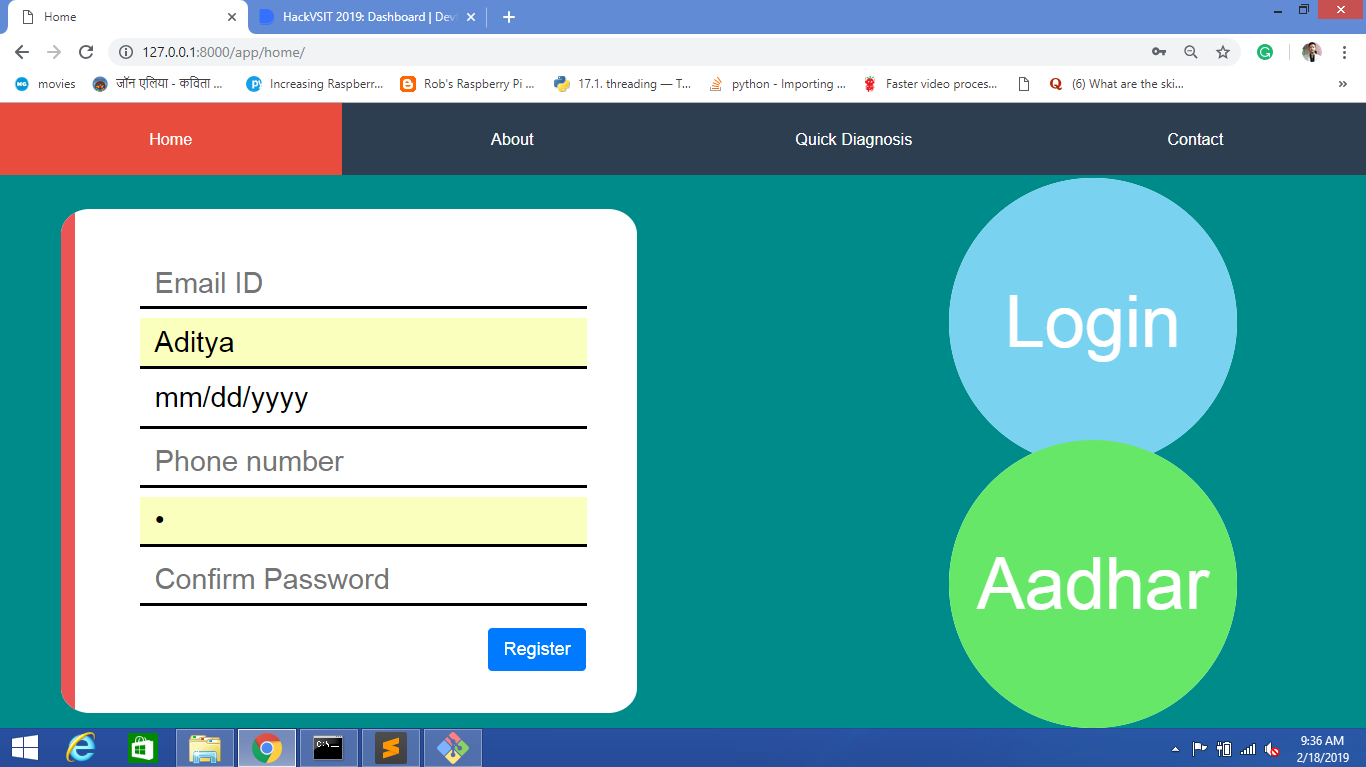 Home
HackVSIT 2019: Dashboard | Dev
127.0.0.1:8000/app/home/
movies
जॉन एलिया - कविता ...
Increasing Raspberr...
Rob's Raspberry Pi ...
17.1. threading — T...
python - Importing ...
Faster video proces...
(6) What are the ski...
Home
About
Quick Diagnosis
Contact
Email ID
Aditya
mm/dd/yyyy
Phone number
Confirm Password
Register
Login
Aadhar
9:36 AM
2/18/2019